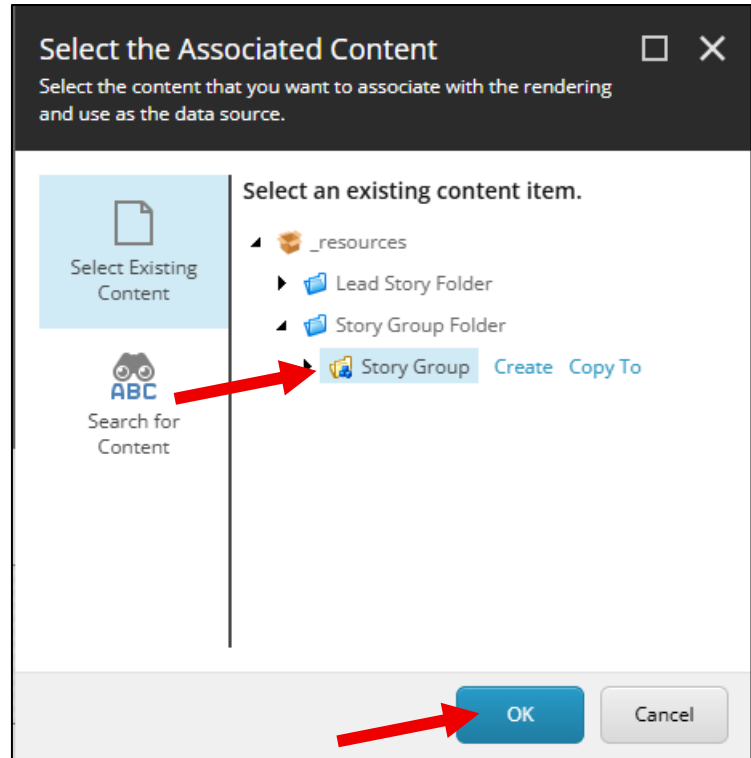 Select the Associated Content
Select the content that you want to associate with the rendering
and use as the data source.
Select Existing
Content
ABC
Search for
Content
Select an existing content item.
_resources
Lead Story Folder
Story Group Folder
Story Group Create Copy To
OK Cancel